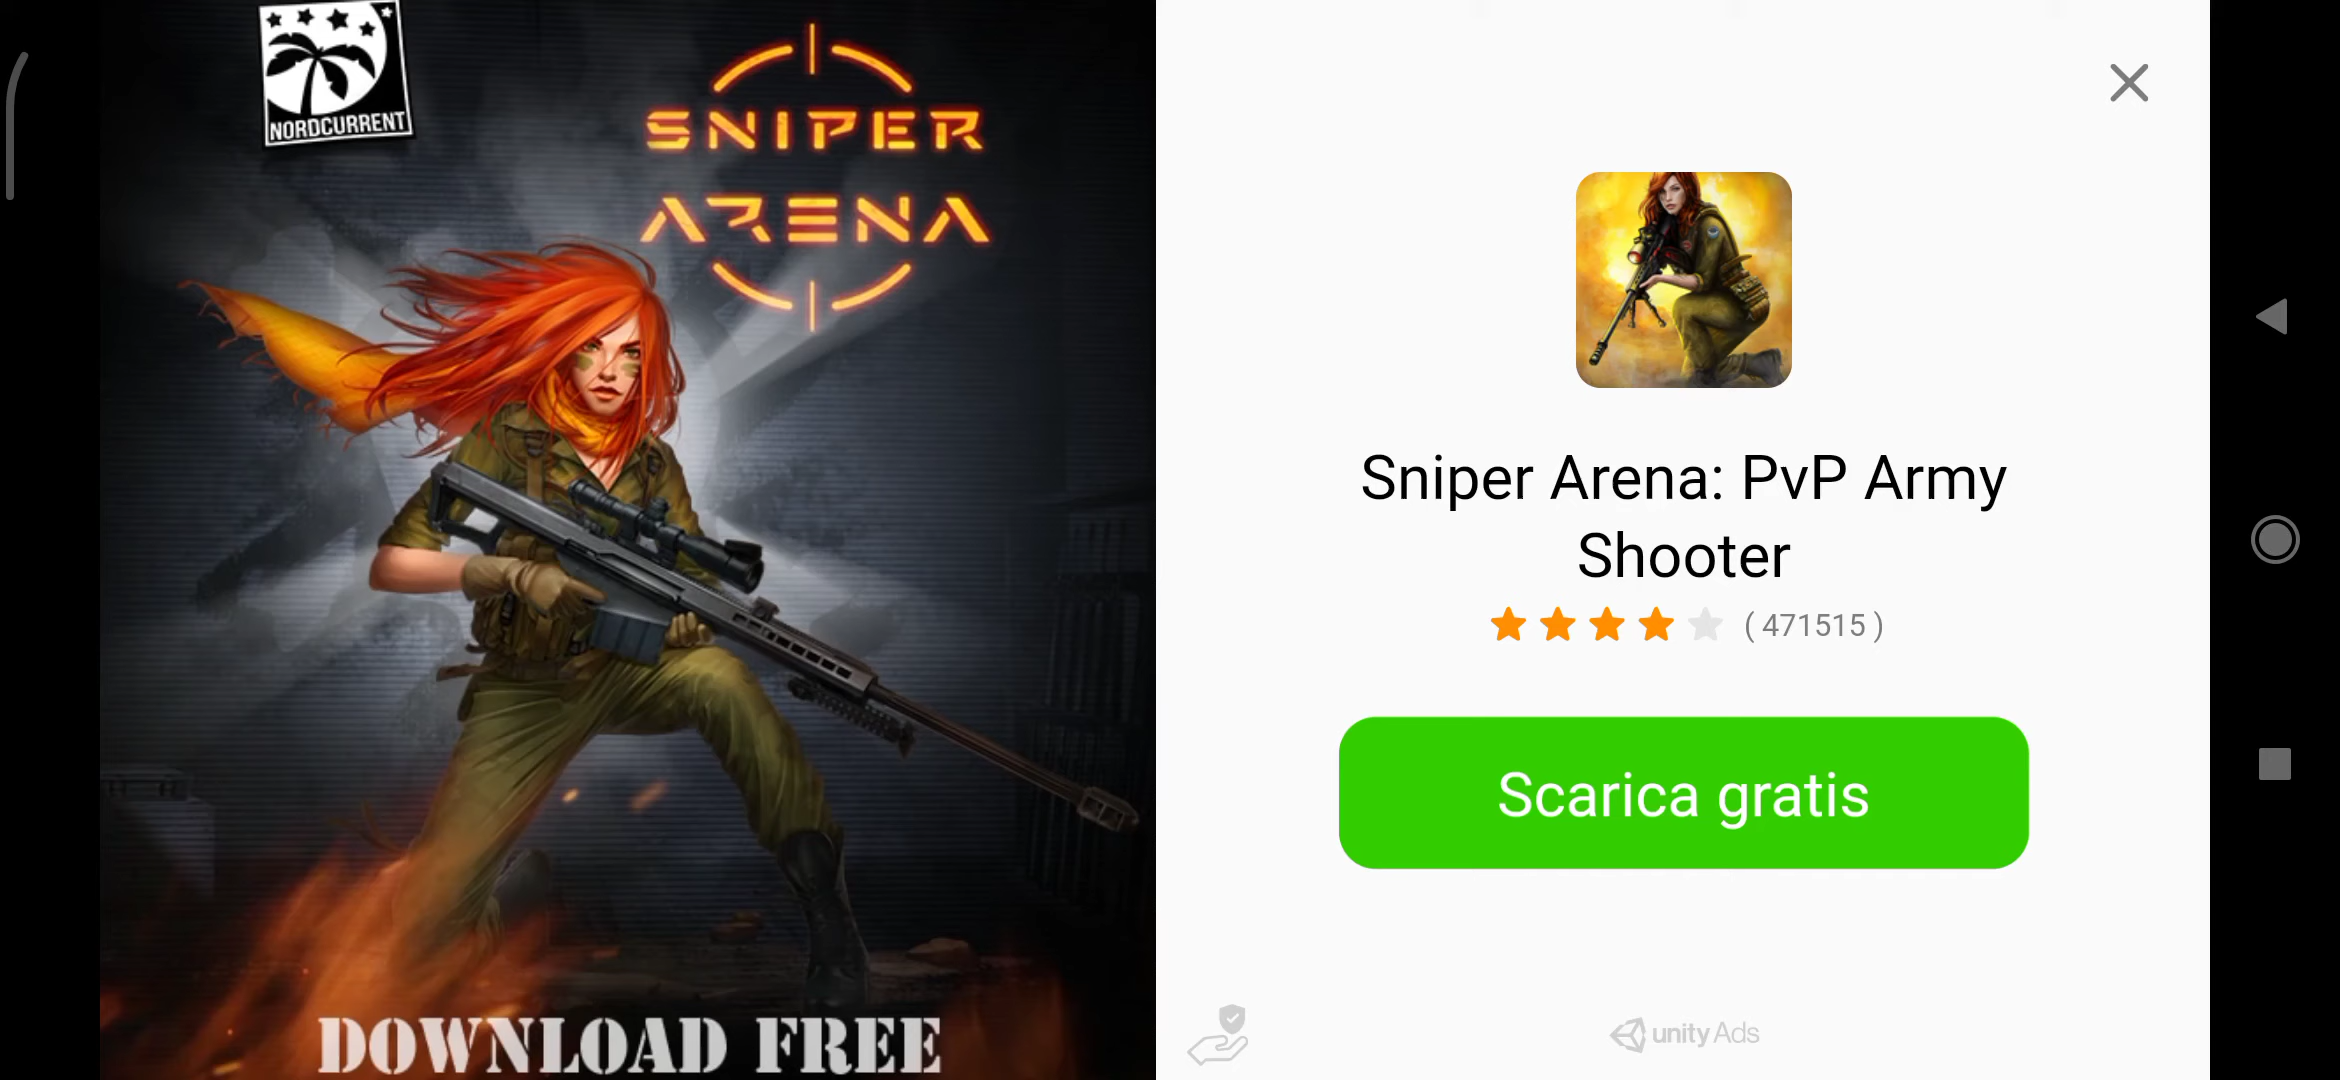 NORDCURRENT
SNIPER
ARENA
DOWNLOAD FREE
Sniper Arena: PvP Army
Shooter
( 471515 )
Scarica gratis
unity Ads